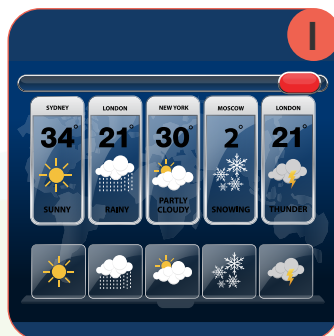 I
SYDNEY LONDON NEW YORK MOSCOW LONDON
34° 21° 30° 2° 21°
SUNNY RAINY PARTLY CLOUDY SNOWING THUNDER